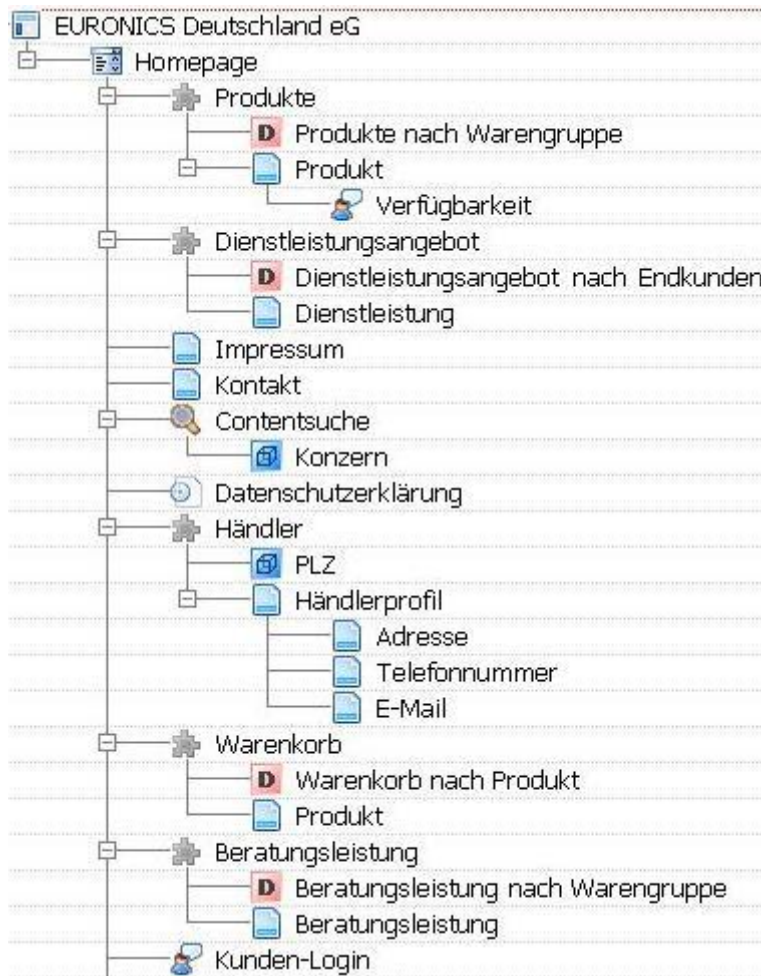 EURONICS Deutschland eG
Homepage
Produkte
D Produkte nach Warengruppe
Produkt
Verfügbarkeit
Dienstleistungsangebot
D Dienstleistungsangebot nach Endkunden
Dienstleistung
Impressum
Kontakt
Contentsuche
Konzern
Datenschutzerklärung
Händler
PLZ
Händlerprofil
Adresse
Telefonnummer
E-Mail
Warenkorb
D Warenkorb nach Produkt
Produkt
Beratungsleistung
D Beratungsleistung nach Warengruppe
Beratungsleistung
Kunden-Login